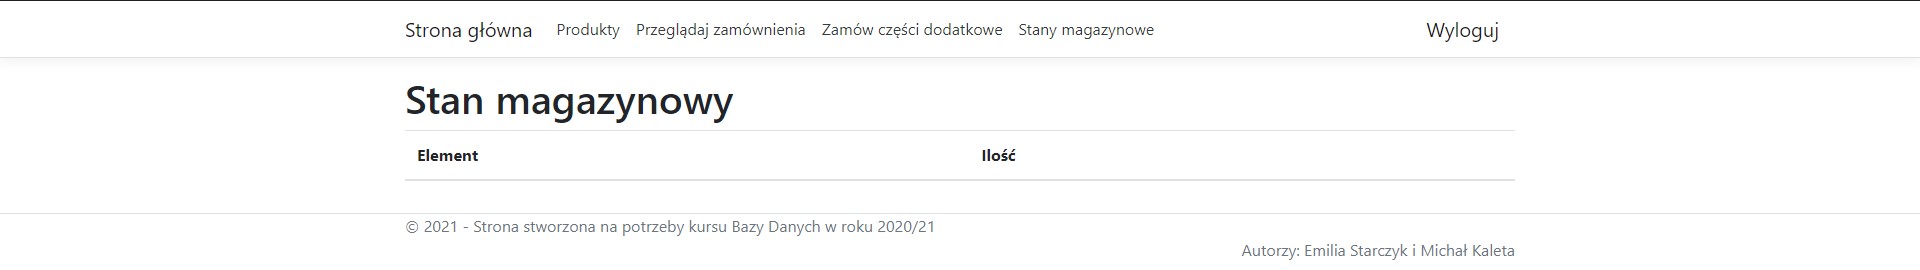 Strona główna Produkty Przeglądaj zamównienia Zamów części dodatkowe Stany magazynowe Wyloguj
Stan magazynowy
Element Ilość
© 2021 - Strona stworzona na potrzeby kursu Bazy Danych w roku 2020/21
Autorzy: Emilia Starczyk i Michał Kaleta